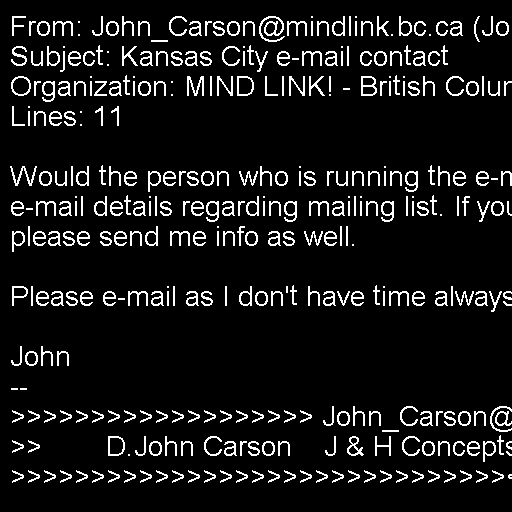 From: John_Carson@mindlink.bc.ca (Jo
Subject: Kansas City e-mail contact
Organization: MIND LINK! - British Colu
Lines: 11

Would the person who is running the e-m
e-mail details regarding mailing list. If you
please send me info as well.

Please e-mail as I don't have time always

John
--
>>>>>>>>>>>>>>>>>>> John_Carson@
>>         D.John Carson    J & H Concepts
>>>>>>>>>>>>>>>>>>>>>>>>>>>>>>><